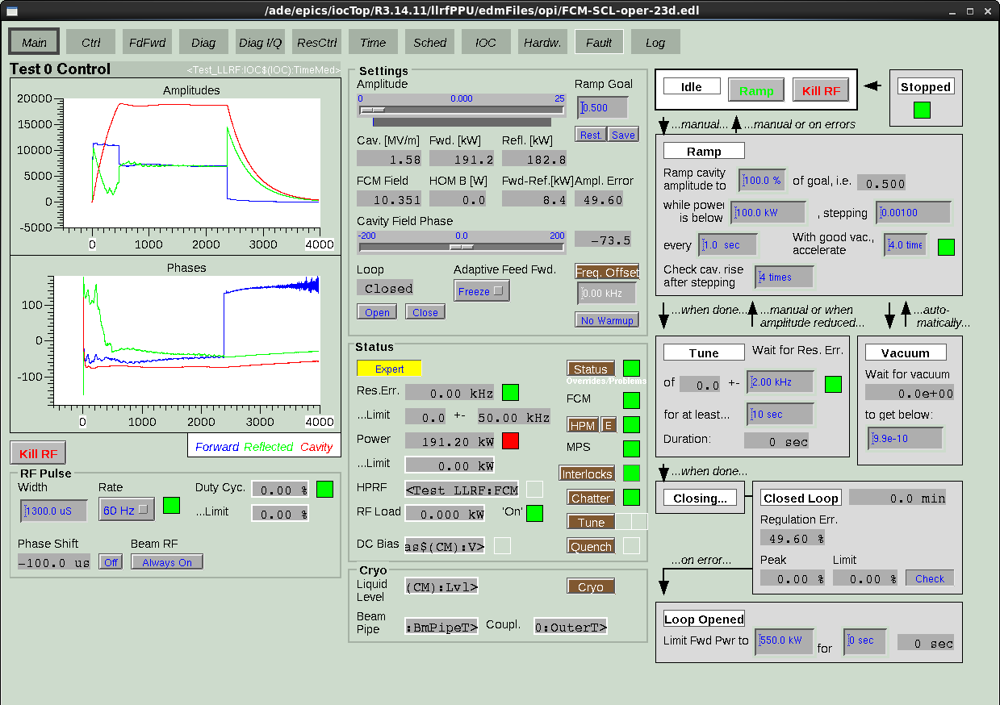 /ade/epics/iocTop/R3.14.11/llrfPPU/edmFiles/opi/FCM-SCL-oper-23d.edl
Main Ctrl FdFwd Diag Diag I/Q ResCtrl Time Sched IOC Hardw. Fault Log
Test 0 Control <Test_LLRF:IOC$(IOC):TimeMed>
Amplitudes
20000
15000
10000
5000
0
-5000
0 1000 2000 3000 4000
Phases
100
0
-100
0 1000 2000 3000 4000
Forward Reflected Cavity
Kill RF
RF Pulse
Width Rate Duty Cyc. 0.00 %
1300.0 uS 60 Hz ...Limit 0.00 %
Phase Shift Beam RF
-100.0 us Off Always On
Settings
Amplitude Ramp Goal
0 0.000 25 0.500
Rest. Save
Cav. [MV/m] Fwd. [kW] Refl. [kW]
1.58 191.2 182.8
FCM Field HOM B [W] Fwd-Ref.[kW] Ampl. Error
10.351 0.0 8.4 49.60
Cavity Field Phase
-200 0.0 200 -73.5
Loop Adaptive Feed Fwd. Freq. Offset
Closed Freeze 0.00 kHz
Open Close No Warmup
Status
Expert Status
Overrides/Problems
Res.Err. 0.00 kHz FCM
...Limit 0.0 +- 50.00 kHz HPM E
Power 191.20 kW MPS
...Limit 0.00 kW Interlocks
HPRF <Test_LLRF:FCM Chatter
RF Load 0.000 kW 'On' Tune
DC Bias as$(CM):V> Quench
Cryo
Liquid
Level (CM):Lvl> Cryo
Beam
Pipe :BmPipeT> Coupl. 0:OuterT>
Idle Ramp Kill RF Stopped
...manual... ...manual or on errors
Ramp
Ramp cavity
amplitude to 100.0 % of goal, i.e. 0.500
while power
is below 100.0 kW , stepping 0.00100
every 1.0 sec With good vac.,
accelerate 4.0 time
Check cav. rise
after stepping 4 times
...when done... ...manual or when
amplitude reduced... ...auto-
matically...
Tune Wait for Res. Err.
of 0.0 +- 2.00 kHz
for at least... 10 sec
Duration: 0 sec
Vacuum
Wait for vacuum
0.0e+00
to get below:
9.9e-10
...when done...
Closing... Closed Loop 0.0 min
Regulation Err.
49.60 %
...on error... Peak Limit
0.00 % 0.00 % Check
Loop Opened
Limit Fwd Pwr to 550.0 kW for 0 sec 0 sec